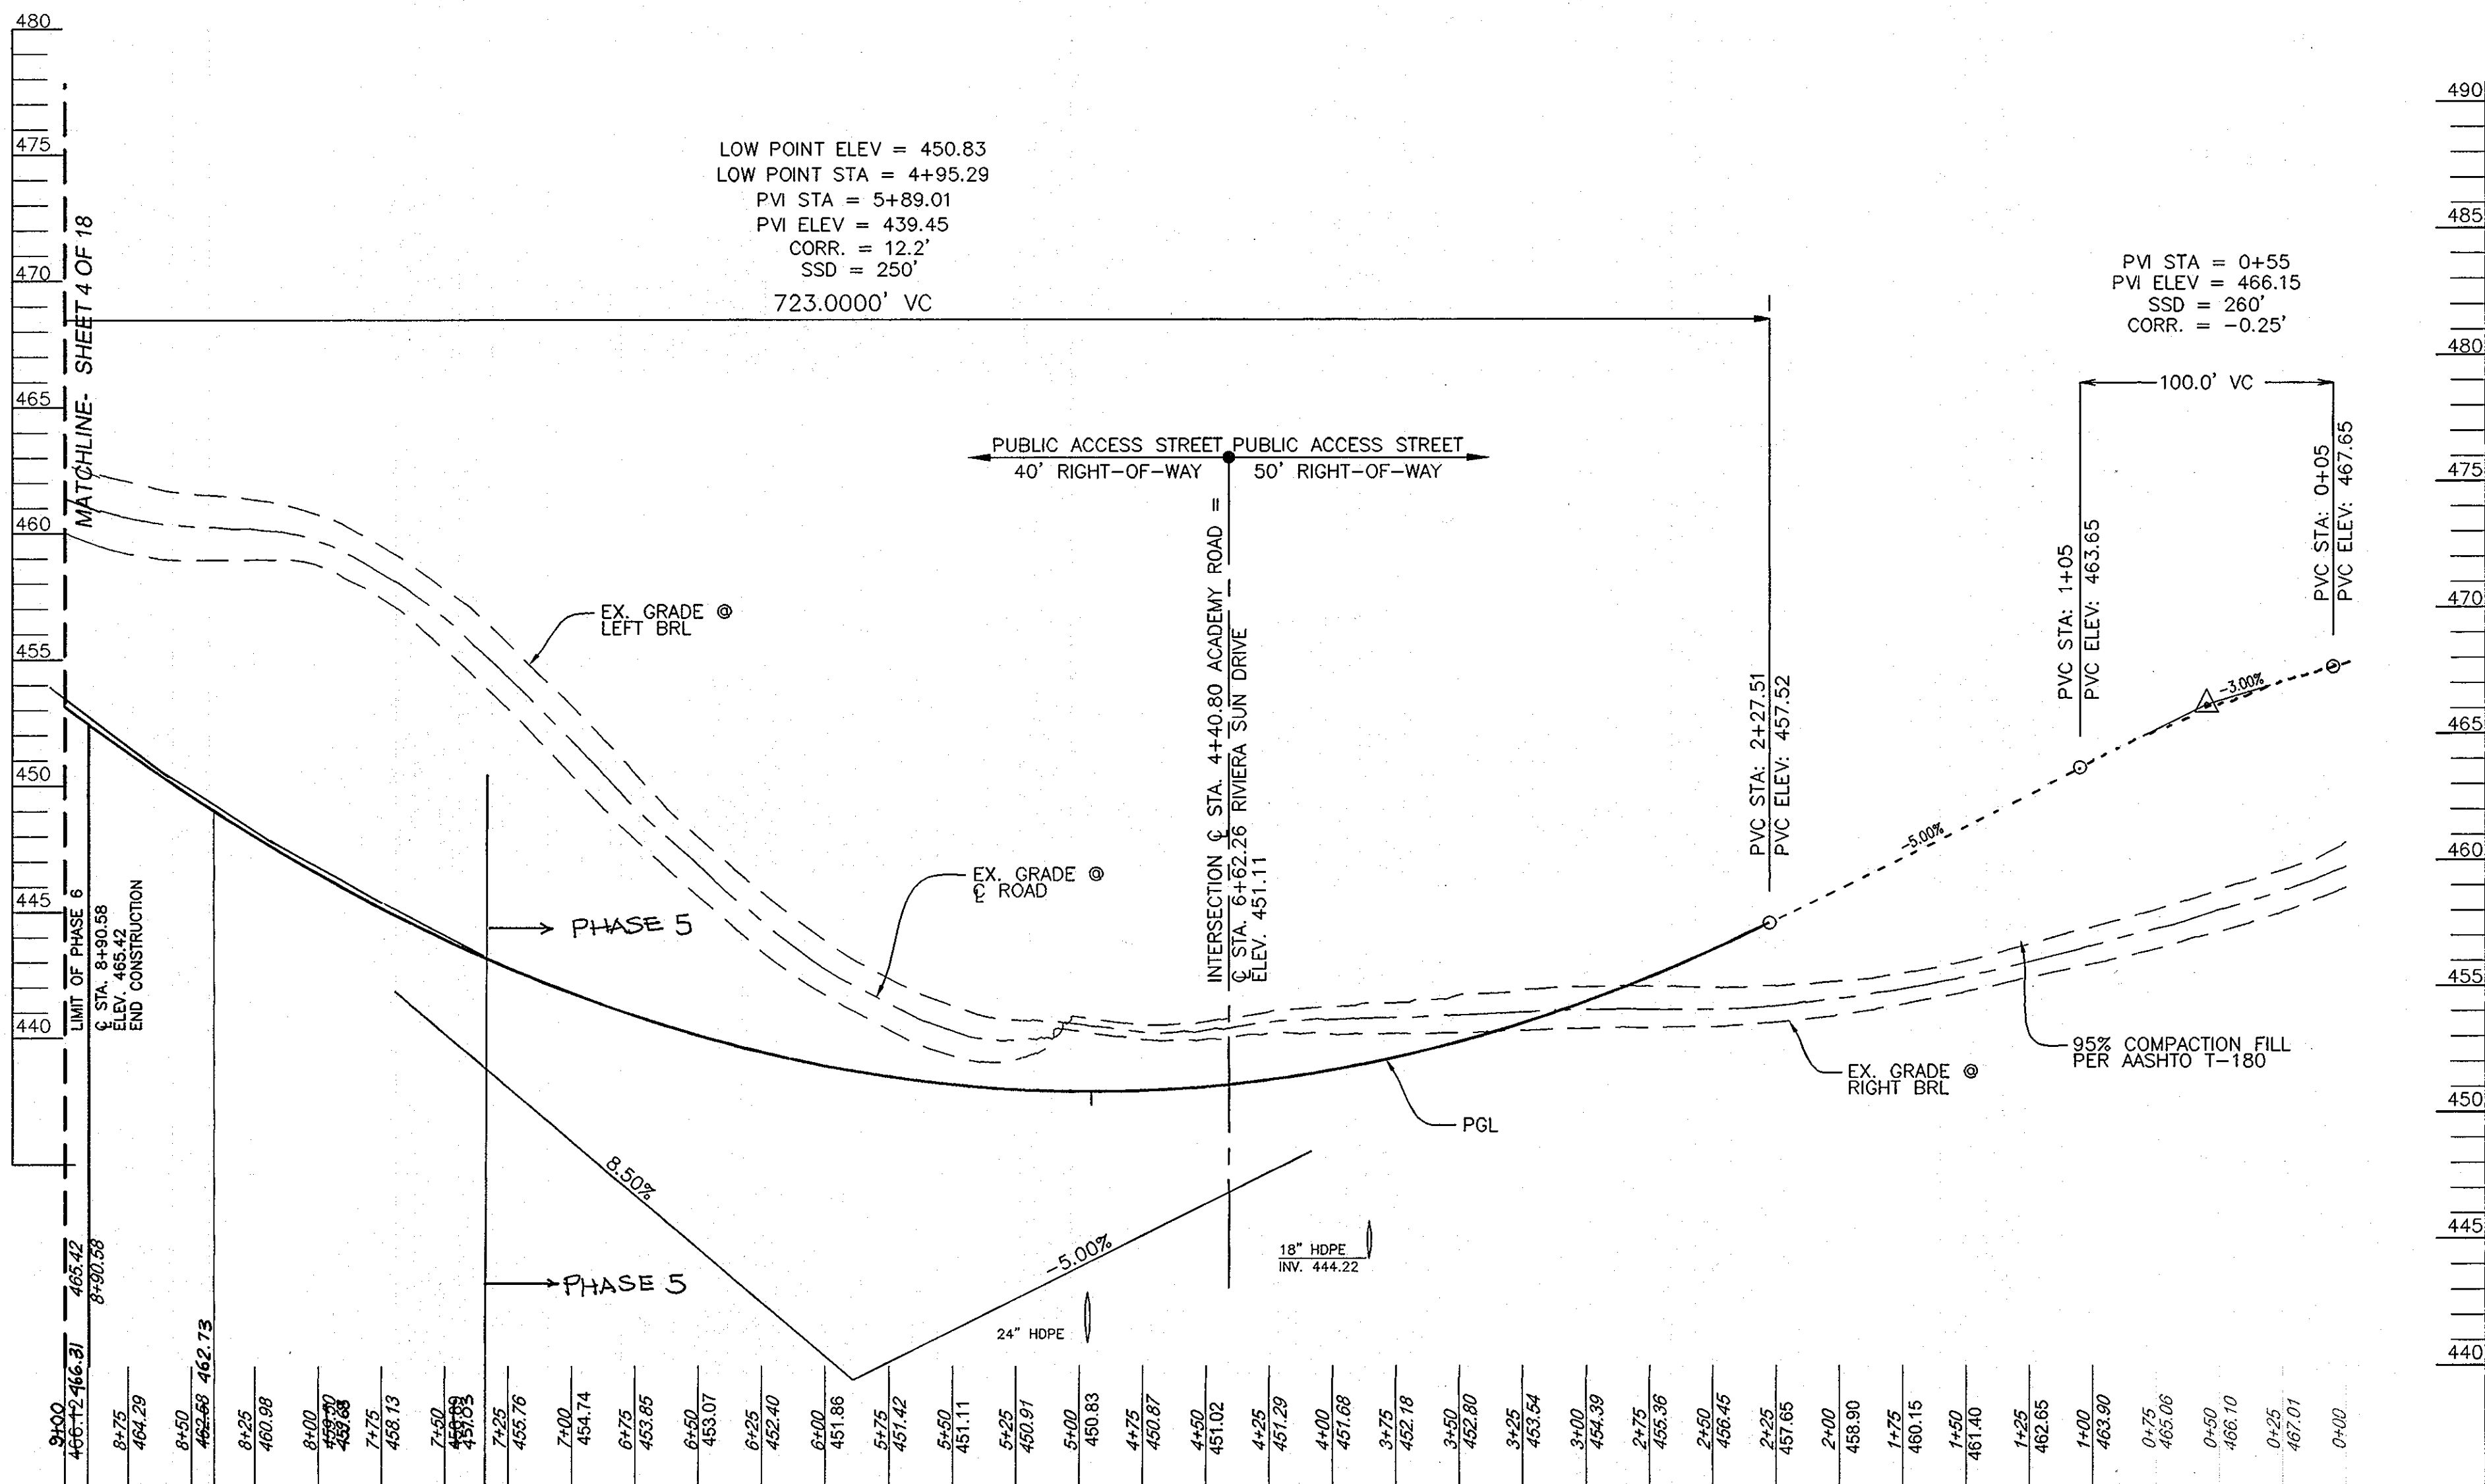 480
475
470
465
460
455
450
445
440
MATCHLINE- SHEET 4 OF 18
LOW POINT ELEV = 450.83
LOW POINT STA = 4+95.29
PVI STA = 5+89.01
PVI ELEV = 439.45
CORR. = 12.2'
SSD = 250'
723.0000' VC
PUBLIC ACCESS STREET
40' RIGHT-OF-WAY
PUBLIC ACCESS STREET
50' RIGHT-OF-WAY
PVI STA = 0+55
PVI ELEV = 466.15
SSD = 260'
CORR. = -0.25'
100.0' VC
PVC STA: 0+05
PVC ELEV: 467.65
PVC STA: 1+05
PVC ELEV: 463.65
PVC STA: 2+27.51
PVC ELEV: 457.52
INTERSECTION ℄ STA. 4+40.80 ACADEMY ROAD =
℄ STA. 6+62.26 RIVIERA SUN DRIVE
ELEV. 451.11
EX. GRADE @
LEFT BRL
EX. GRADE @
℄ ROAD
-3.00%
-5.00%
PHASE 5
LIMIT OF PHASE 6
℄ STA. 8+90.58
ELEV. 465.42
END CONSTRUCTION
95% COMPACTION FILL
PER AASHTO T-180
EX. GRADE @
RIGHT BRL
PGL
8.50%
-5.00%
18" HDPE
INV. 444.22
24" HDPE
PHASE 5
465.42
8+90.58
490
485
480
475
470
465
460
455
450
445
440
9+00
466.12 466.31
8+75
464.29
8+50
462.68 462.73
8+25
460.98
8+00
7+75
458.13
7+50
7+25
455.76
7+00
454.74
6+75
453.85
6+50
453.07
6+25
452.40
6+00
451.86
5+75
451.42
5+50
451.11
5+25
450.91
5+00
450.83
4+75
450.87
4+50
451.02
4+25
451.29
4+00
451.68
3+75
452.18
3+50
452.80
3+25
453.54
3+00
454.39
2+75
455.36
2+50
456.45
2+25
457.65
2+00
458.90
1+75
460.15
1+50
461.40
1+25
462.65
1+00
463.90
0+75
465.06
0+50
466.10
0+25
467.01
0+00